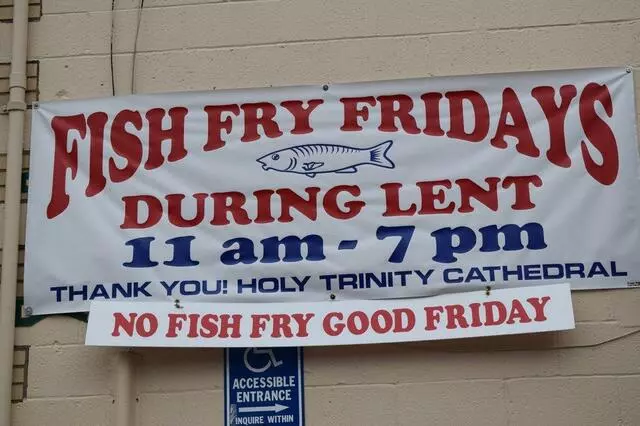 FISH FRY FRIDAYS
DURING LENT
11 am - 7 pm
THANK YOU! HOLY TRINITY CATHEDRAL
NO FISH FRY GOOD FRIDAY
ACCESSIBLE
ENTRANCE
INQUIRE WITHIN